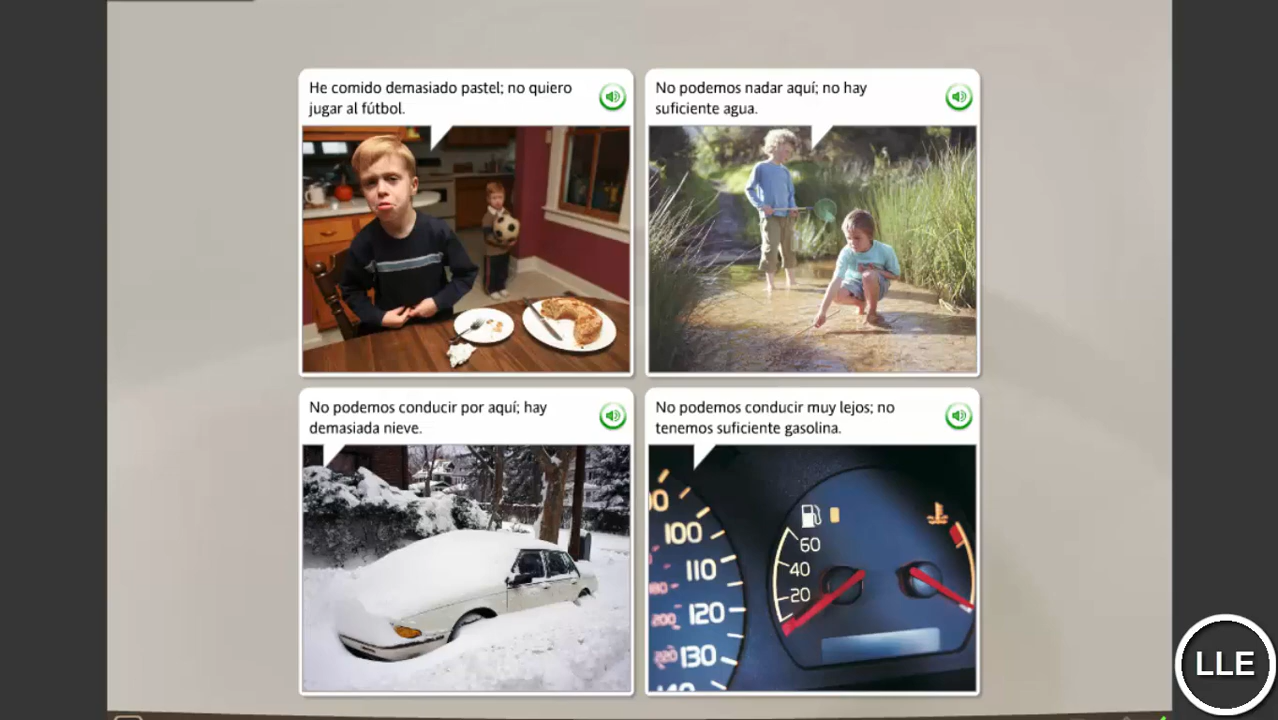 He comido demasiado pastel; no quiero
jugar al fútbol.
No podemos nadar aquí; no hay
suficiente agua.
No podemos conducir por aquí; hay
demasiada nieve.
No podemos conducir muy lejos; no
tenemos suficiente gasolina.
100
110
120
130
60
40
20
LLE